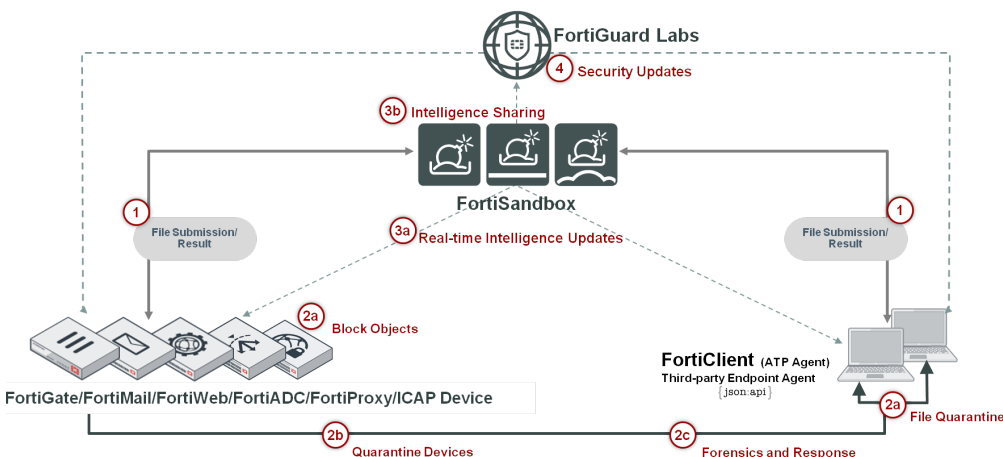 FortiGuard Labs
4 Security Updates
3b Intelligence Sharing
FortiSandbox
1
File Submission/
Result
1
File Submission/
Result
3a Real-time Intelligence Updates
2a Block Objects
FortiClient (ATP Agent)
Third-party Endpoint Agent
{json:api}
FortiGate/FortiMail/FortiWeb/FortiADC/FortiProxy/ICAP Device
2a
File Quarantine
2b
Quarantine Devices
2c
Forensics and Response